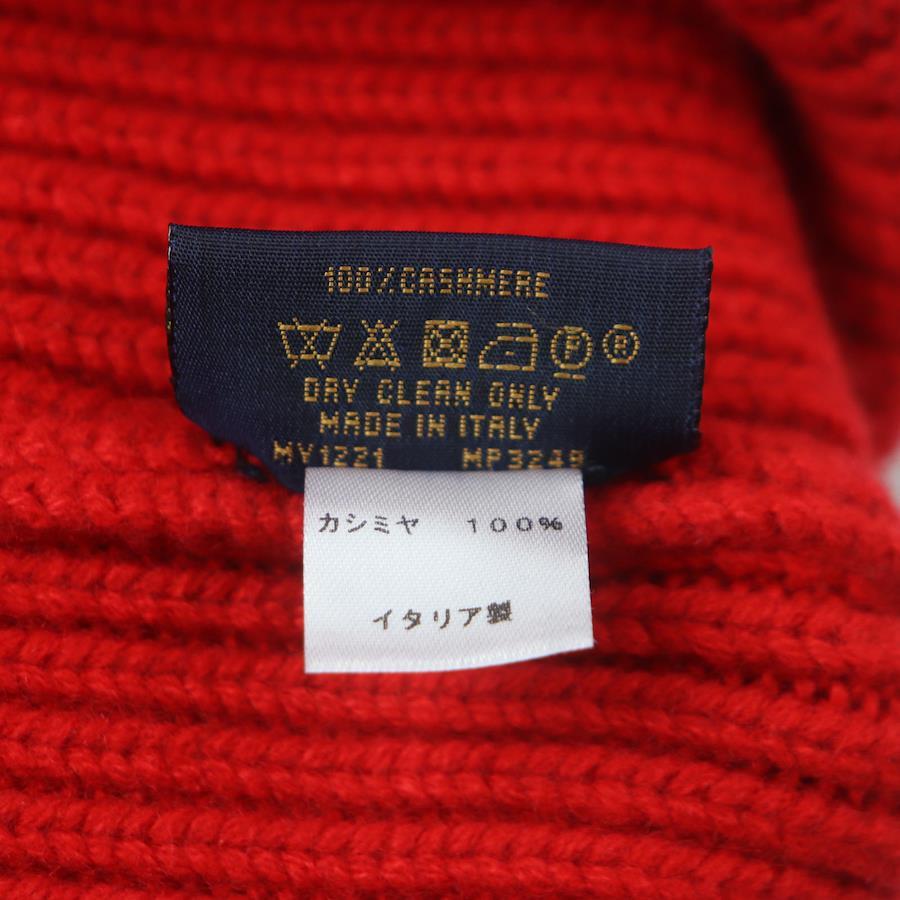 100%CASHMERE
P R
DRY CLEAN ONLY
MADE IN ITALY
MV1221 MP3249
カシミヤ 100%
イタリア製